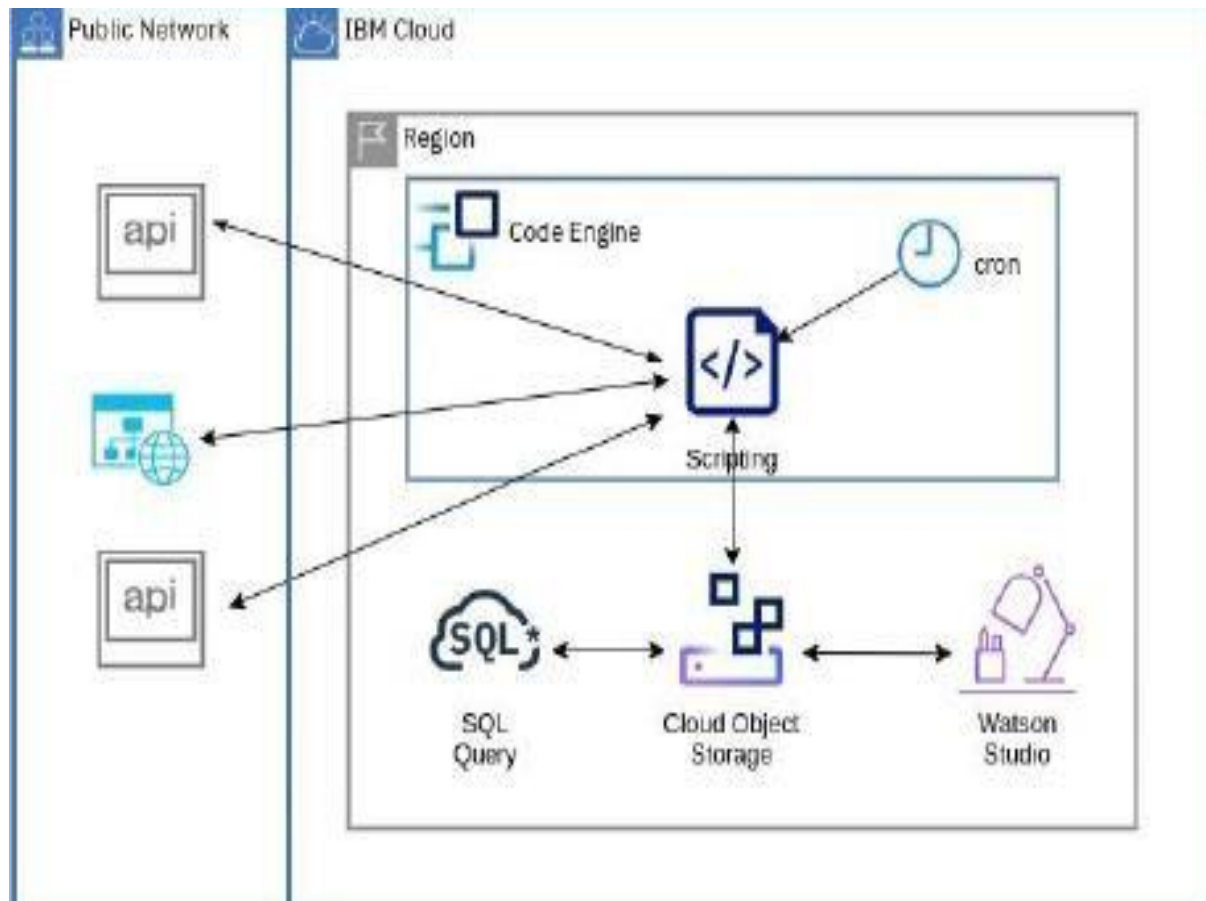 Public Network
IBM Cloud
Region
api
Code Engine
cron
</>
Scripting
api
SQL*
SQL
Query
Cloud Object
Storage
Watson
Studio